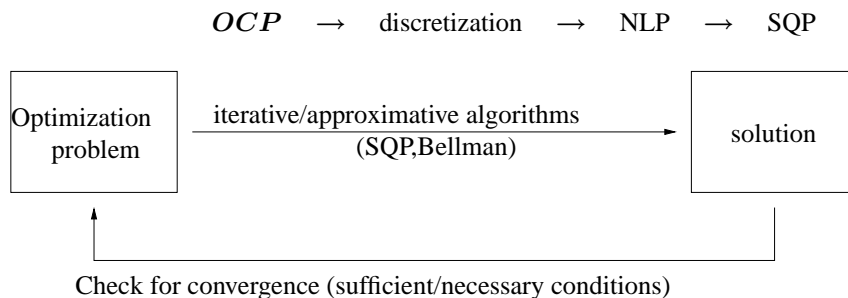 OCP → discretization → NLP → SQP
Optimization
problem
iterative/approximative algorithms
(SQP,Bellman)
solution
Check for convergence (sufficient/necessary conditions)